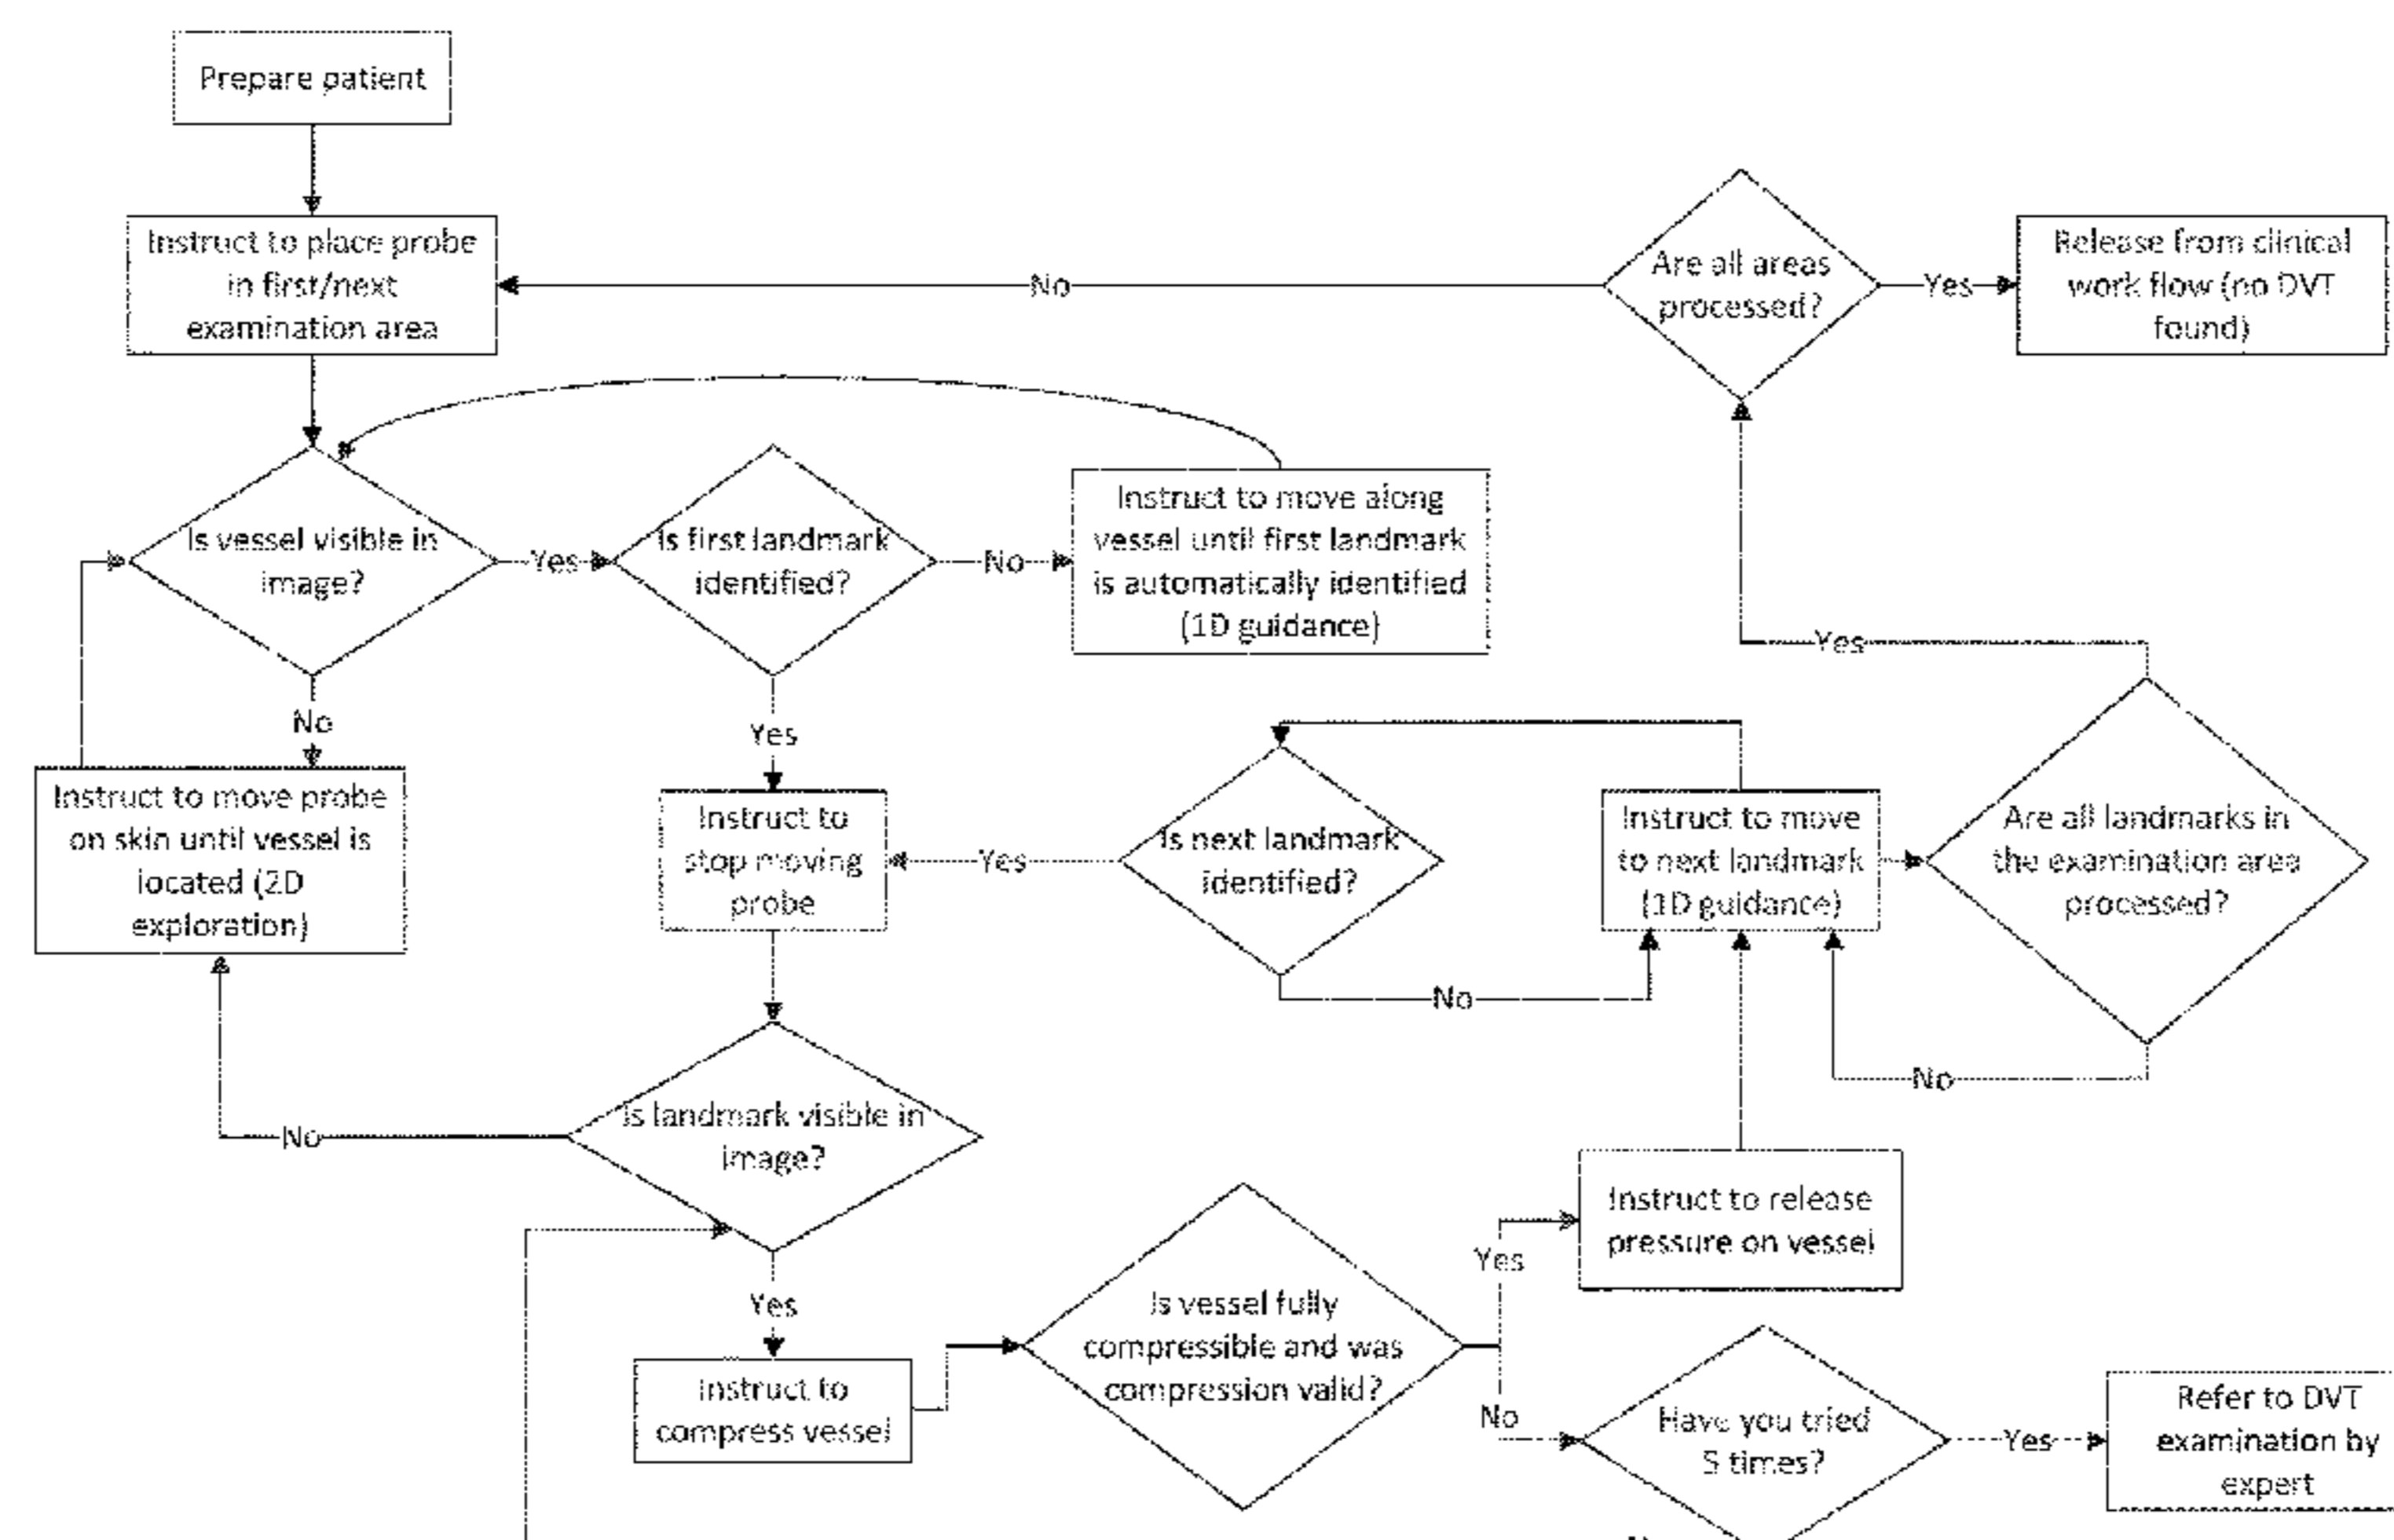 Prepare patient
Instruct to place probe
in first/next
examination area
No
Are all areas
processed?
Yes
Release from clinical
work flow (no DVT
found)
Is vessel visible in
image?
Yes
Is first landmark
identified?
No
Instruct to move along
vessel until first landmark
is automatically identified
(1D guidance)
Yes
No
Yes
Instruct to move probe
on skin until vessel is
located (2D
exploration)
Instruct to
stop moving
probe
Yes
Is next landmark
identified?
Instruct to move
to next landmark
(1D guidance)
Are all landmarks in
the examination area
processed?
No
No
No
Is landmark visible in
image?
Instruct to release
pressure on vessel
Yes
Yes
Is vessel fully
compressible and was
compression valid?
Instruct to
compress vessel
No
Have you tried
times?
Yes
Refer to DVT
examination by
expert